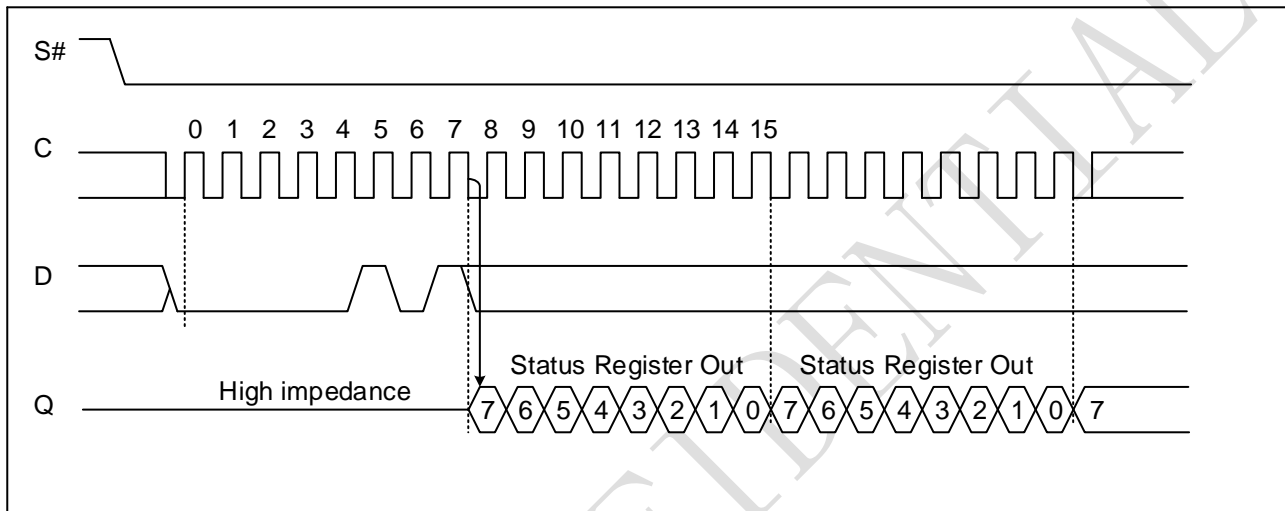 S#
0 1 2 3 4 5 6 7 8 9 10 11 12 13 14 15
C
D
Status Register Out Status Register Out
High impedance
Q 7 6 5 4 3 2 1 0 7 6 5 4 3 2 1 0 7